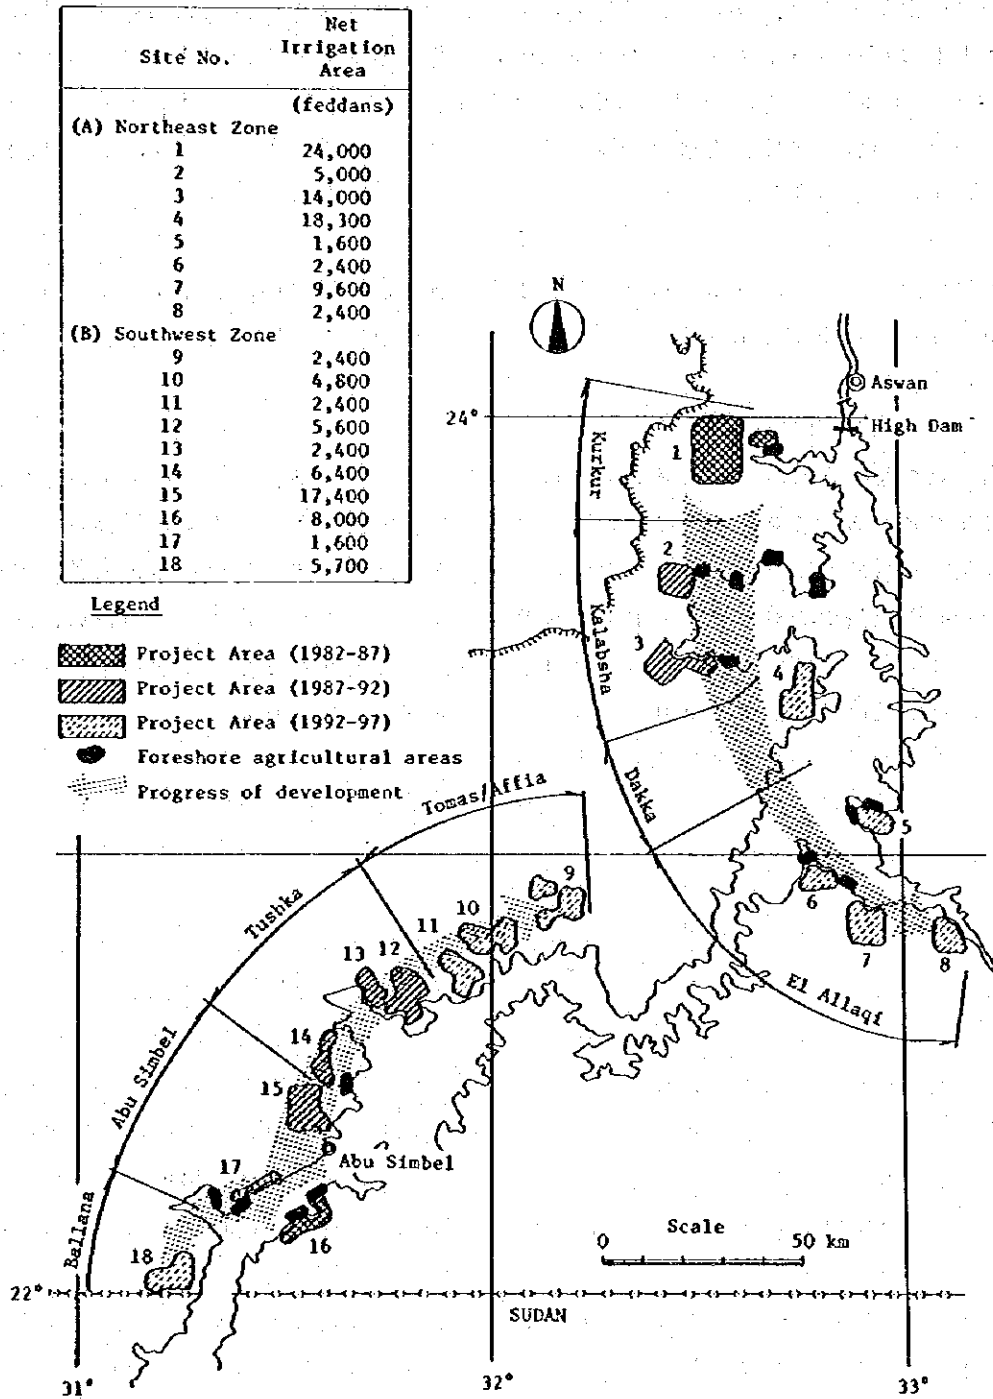 Site No. Net Irrigation Area
(feddans)
(A) Northeast Zone
1 24,000
2 5,000
3 14,000
4 18,300
5 1,600
6 2,400
7 9,600
8 2,400
(B) Southwest Zone
9 2,400
10 4,800
11 2,400
12 5,600
13 2,400
14 6,400
15 17,400
16 8,000
17 1,600
18 5,700
Legend
Project Area (1982-87)
Project Area (1987-92)
Project Area (1992-97)
Foreshore agricultural areas
Progress of development
N
Aswan
24°
High Dam
Kurkur
1
2
Kalabsha
3
4
Dakka
5
6
7
8
El Allaqi
Tomas/Affia
9
10
11
Tushka
12
13
14
Abu Simbel
15
Abu Simbel
17
16
Ballana
18
Scale
0 50 km
22°
SUDAN
31°
32°
33°